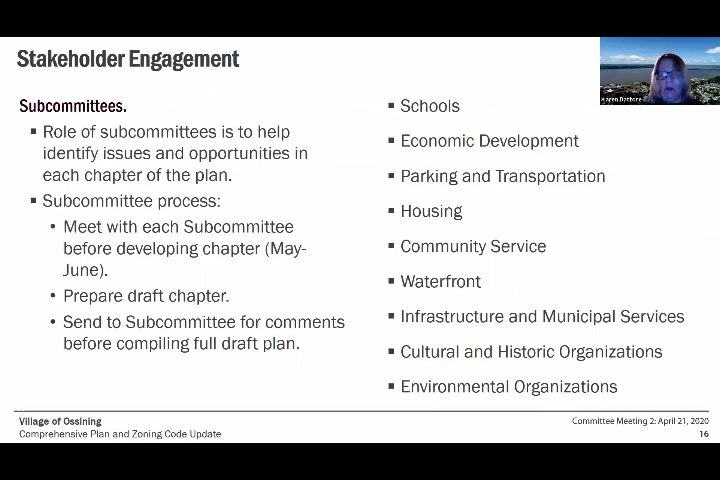 Stakeholder Engagement
Subcommittees.
▪ Role of subcommittees is to help
identify issues and opportunities in
each chapter of the plan.
▪ Subcommittee process:
• Meet with each Subcommittee
before developing chapter (May-
June).
• Prepare draft chapter.
• Send to Subcommittee for comments
before compiling full draft plan.
▪ Schools
▪ Economic Development
▪ Parking and Transportation
▪ Housing
▪ Community Service
▪ Waterfront
▪ Infrastructure and Municipal Services
▪ Cultural and Historic Organizations
▪ Environmental Organizations
Karen Dattore
Village of Ossining
Comprehensive Plan and Zoning Code Update
Committee Meeting 2: April 21, 2020
16